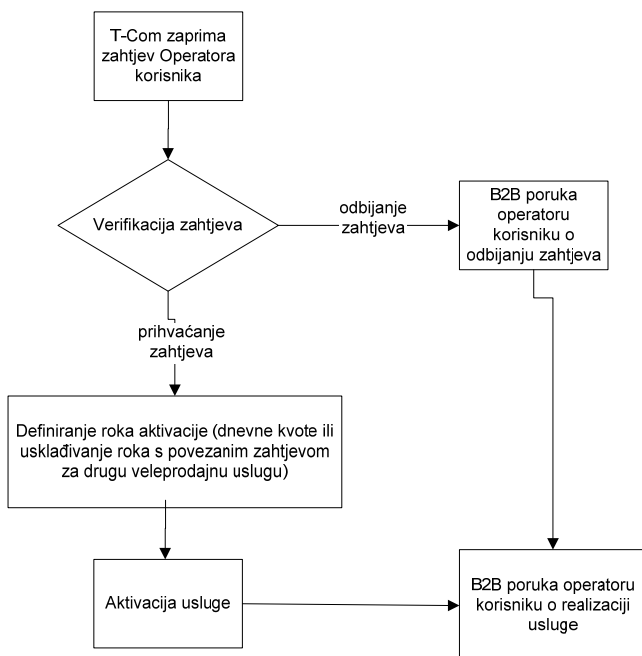 T-Com zaprima
zahtjev Operatora
korisnika
Verifikacija zahtjeva
odbijanje
zahtjeva
B2B poruka
operatoru
korisniku o
odbijanju zahtjeva
prihvaćanje
zahtjeva
Definiranje roka aktivacije (dnevne kvote ili
usklađivanje roka s povezanim zahtjevom
za drugu veleprodajnu uslugu)
Aktivacija usluge
B2B poruka operatoru
korisniku o realizaciji
usluge